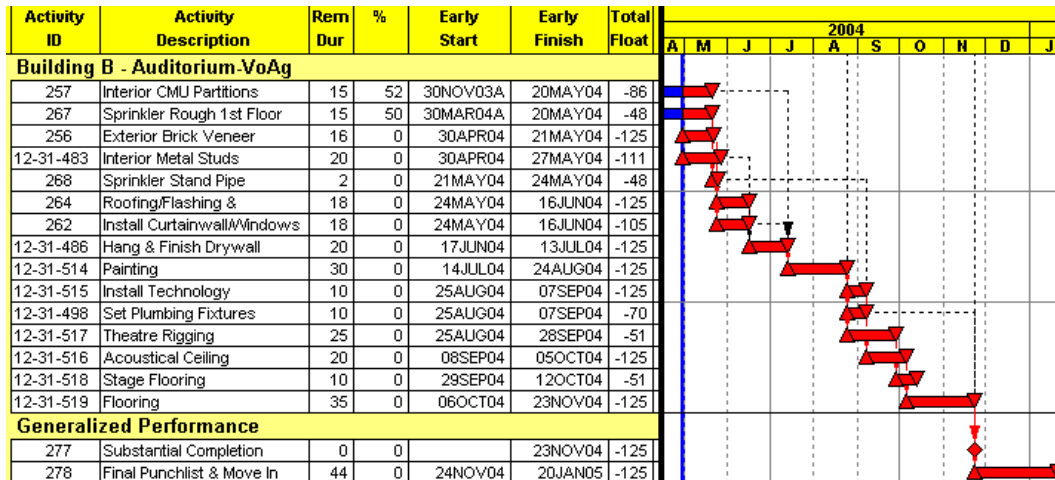 Activity ID Activity Description Rem Dur % Early Start Early Finish Total Float 2004
A M J J A S O N D J
Building B - Auditorium-VoAg
257 Interior CMU Partitions 15 52 30NOV03A 20MAY04 -86
267 Sprinkler Rough 1st Floor 15 50 30MAR04A 20MAY04 -48
256 Exterior Brick Veneer 16 0 30APR04 21MAY04 -125
12-31-483 Interior Metal Studs 20 0 30APR04 27MAY04 -111
268 Sprinkler Stand Pipe 2 0 21MAY04 24MAY04 -48
264 Roofing/Flashing & 18 0 24MAY04 16JUN04 -125
262 Install Curtainwall/Windows 18 0 24MAY04 16JUN04 -105
12-31-486 Hang & Finish Drywall 20 0 17JUN04 13JUL04 -125
12-31-514 Painting 30 0 14JUL04 24AUG04 -125
12-31-515 Install Technology 10 0 25AUG04 07SEP04 -125
12-31-498 Set Plumbing Fixtures 10 0 25AUG04 07SEP04 -70
12-31-517 Theatre Rigging 25 0 25AUG04 28SEP04 -51
12-31-516 Acoustical Ceiling 20 0 08SEP04 05OCT04 -125
12-31-518 Stage Flooring 10 0 29SEP04 12OCT04 -51
12-31-519 Flooring 35 0 06OCT04 23NOV04 -125
Generalized Performance
277 Substantial Completion 0 0 23NOV04 -125
278 Final Punchlist & Move In 44 0 24NOV04 20JAN05 -125